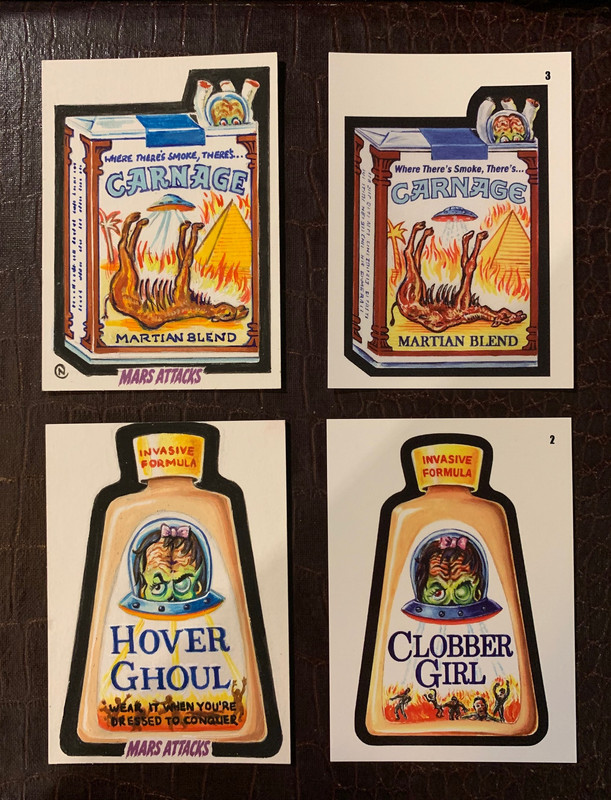 WHERE THERE'S SMOKE, THERE'S...
CARNAGE
MARTIAN BLEND
N
MARS ATTACKS
3
Where There's Smoke, There's...
CARNAGE
MARTIAN BLEND
INVASIVE
FORMULA
HOVER
GHOUL
WEAR IT WHEN YOU'RE
DRESSED TO CONQUER
MARS ATTACKS
2
INVASIVE
FORMULA
CLOBBER
GIRL